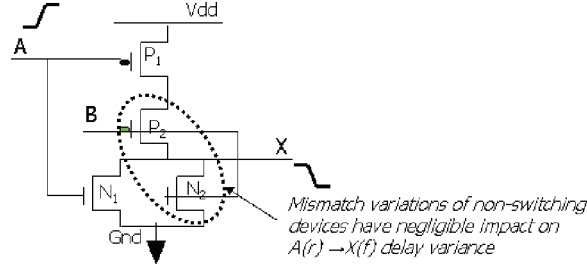 Vdd
A
P1
B
P2
X
N1
N2
Gnd
Mismatch variations of non-switching
devices have negligible impact on
A(r) →X(f) delay variance